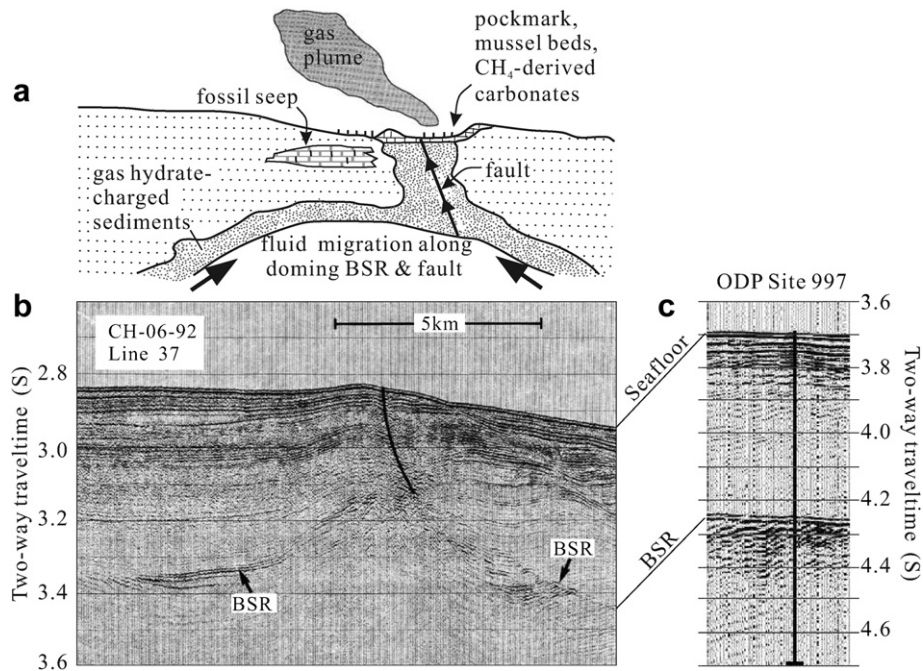 a
gas
plume
pockmark,
mussel beds,
CH₄-derived
carbonates
fossil seep
fault
gas hydrate-
charged
sediments
fluid migration along
doming BSR & fault
b
CH-06-92
Line 37
5km
Two-way traveltime (S)
2.8
3.0
3.2
3.4
3.6
BSR
BSR
Seafloor
BSR
c
ODP Site 997
3.6
3.8
4.0
4.2
4.4
4.6
Two-way traveltime (S)